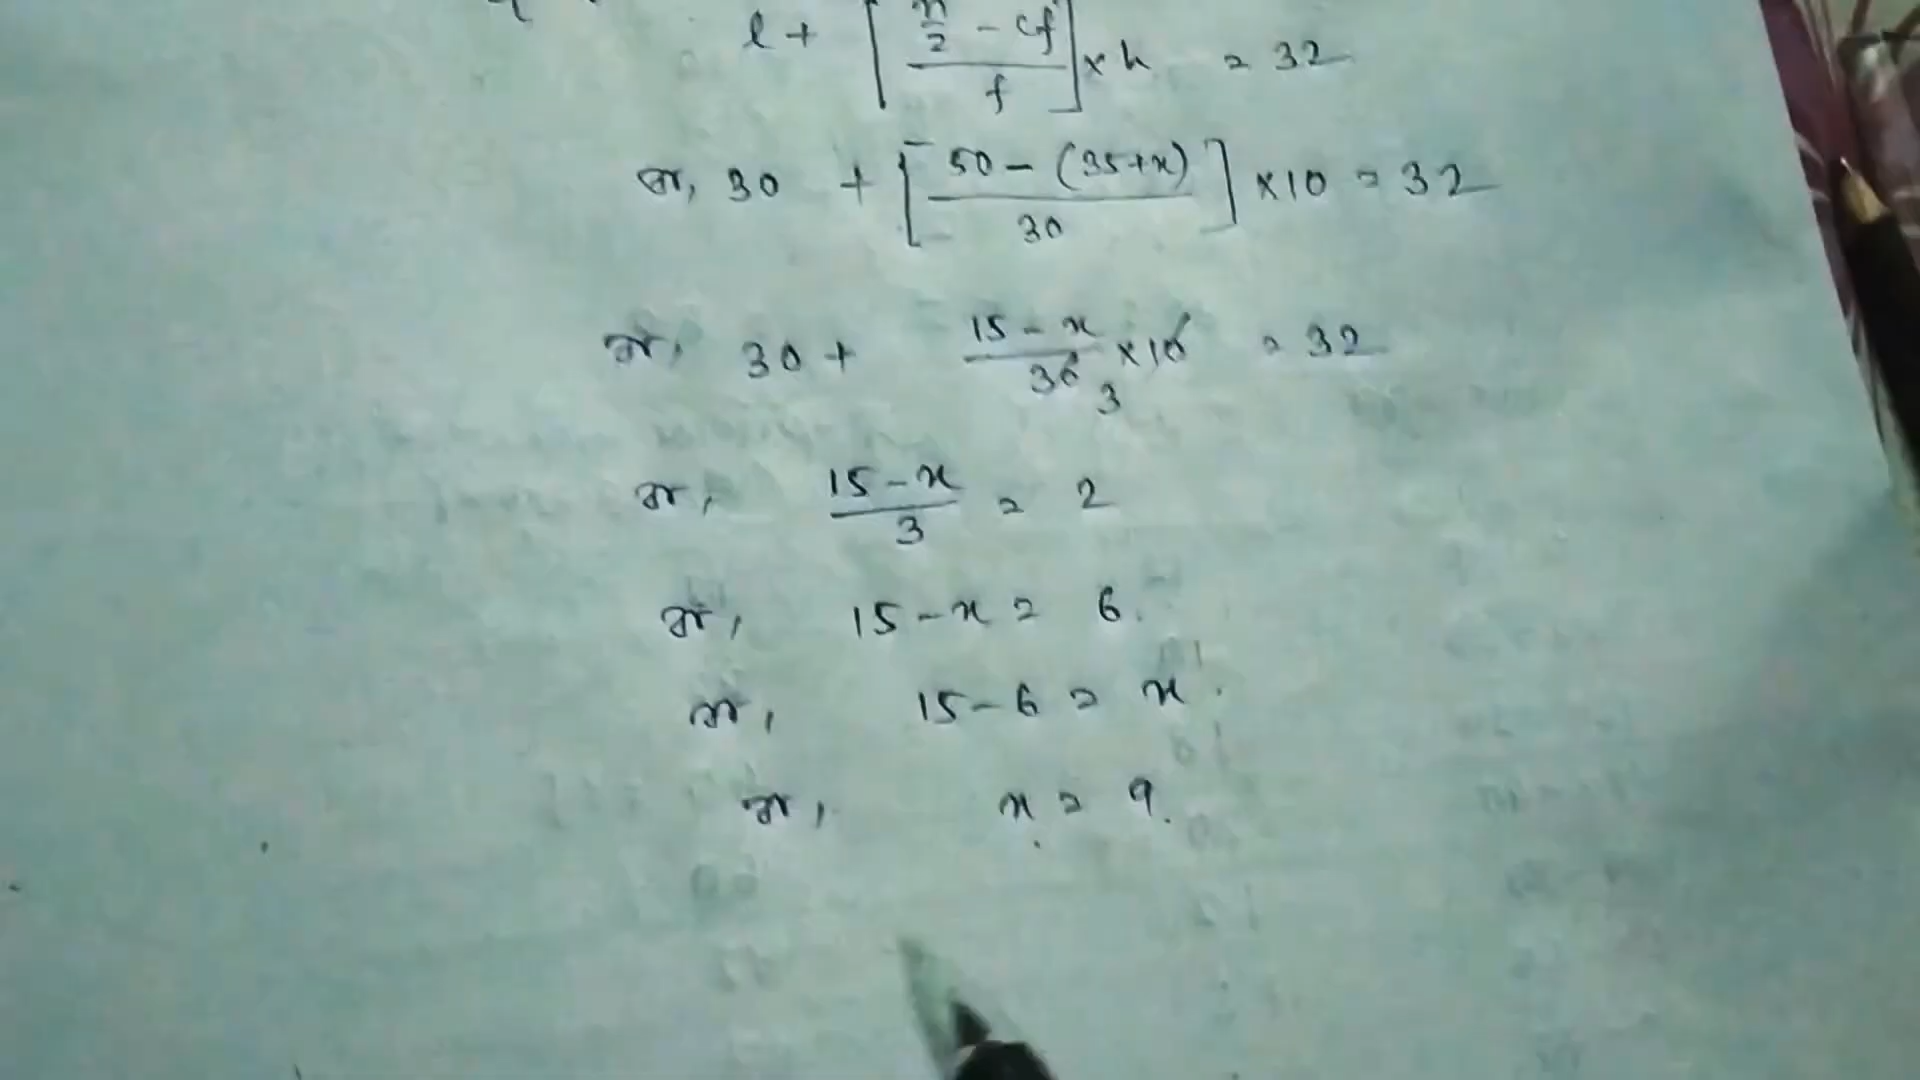 l + [n/2 - cf / f] × h = 32
বা, 30 + [50 - (35+x) / 30] × 10 = 32
বা, 30 + 15 - x / 30 3 × 10 = 32
বা, 15 - x / 3 = 2
বা, 15 - x = 6
বা, 15 - 6 = x
বা, x = 9.